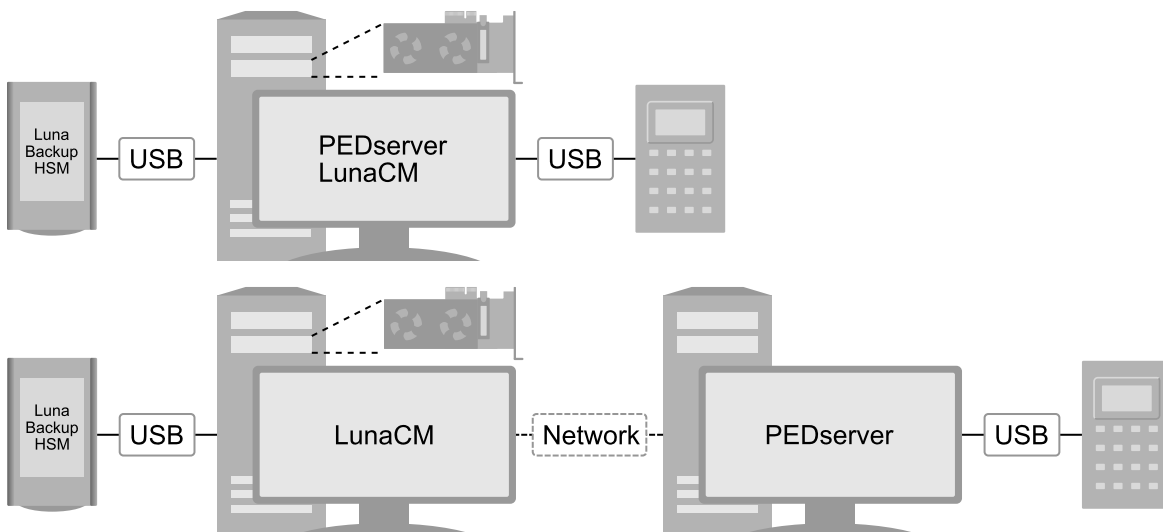 Luna
Backup
HSM
USB
PEDserver
LunaCM
USB
Luna
Backup
HSM
USB
LunaCM
Network
PEDserver
USB